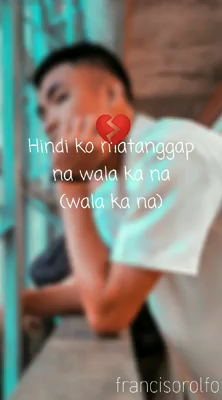 Hindi ko matanggap
na wala ka na
(wala ka na)
francisorolfo